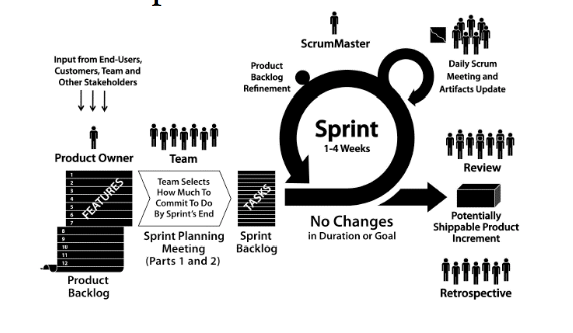 Input from End-Users,
Customers, Team and
Other Stakeholders
Product Owner
1
2
3
4
5
6
7
8
9
10
11
12
FEATURES
Product
Backlog
Team
Team Selects
How Much To
Commit To Do
By Sprint's End
Sprint Planning
Meeting
(Parts 1 and 2)
TASKS
Sprint
Backlog
Product
Backlog
Refinement
ScrumMaster
Sprint
1-4 Weeks
No Changes
in Duration or Goal
Daily Scrum
Meeting and
Artifacts Update
Review
Potentially
Shippable Product
Increment
Retrospective